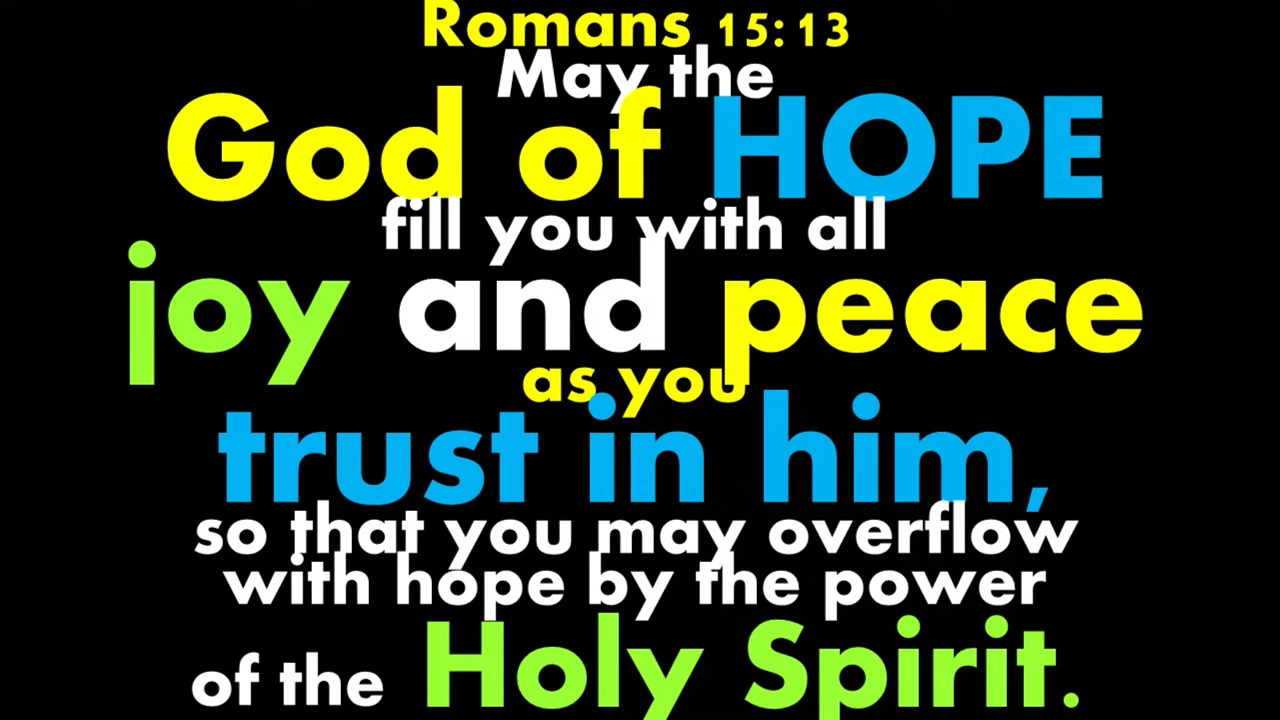 Romans 15:13
May the
God of HOPE
fill you with all
joy and peace
as you
trust in him,
so that you may overflow
with hope by the power
of the Holy Spirit.